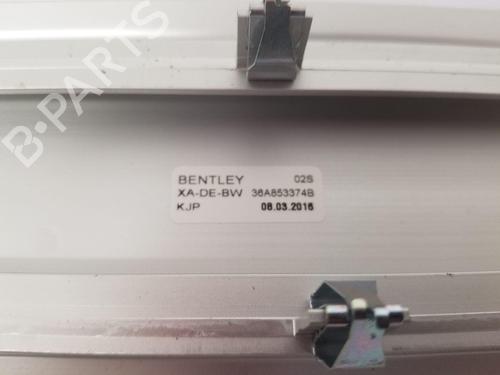 B-PARTS
BENTLEY 02S
XA-DE-BW 36A853374B
KJP 08.03.2016